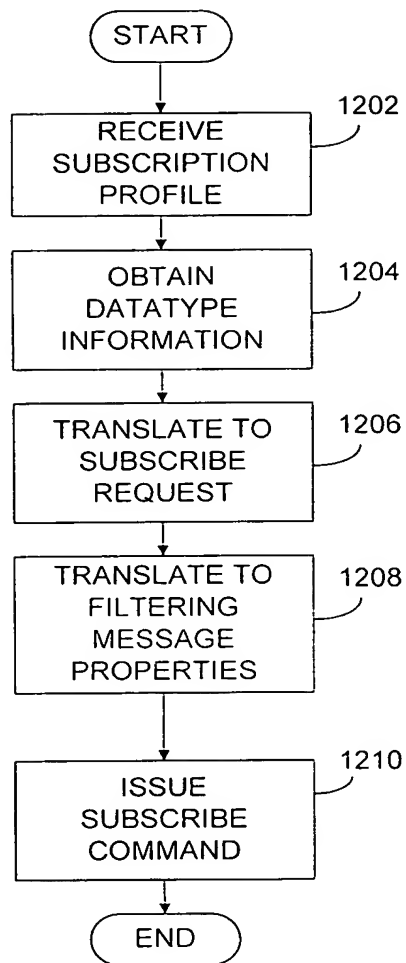 START
1202
RECEIVE
SUBSCRIPTION
PROFILE
1204
OBTAIN
DATATYPE
INFORMATION
1206
TRANSLATE TO
SUBSCRIBE
REQUEST
1208
TRANSLATE TO
FILTERING
MESSAGE
PROPERTIES
1210
ISSUE
SUBSCRIBE
COMMAND
END